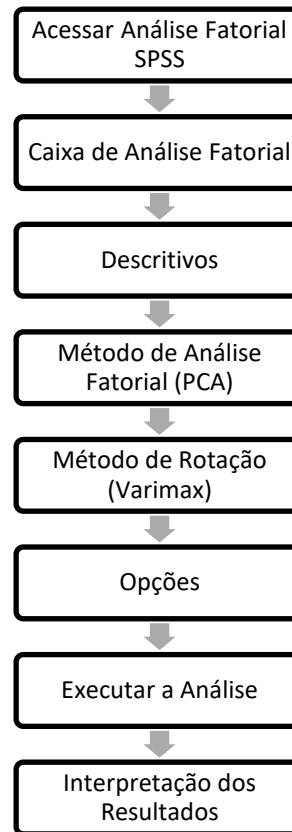 Acessar Análise Fatorial
SPSS
Caixa de Análise Fatorial
Descritivos
Método de Análise
Fatorial (PCA)
Método de Rotação
(Varimax)
Opções
Executar a Análise
Interpretação dos
Resultados